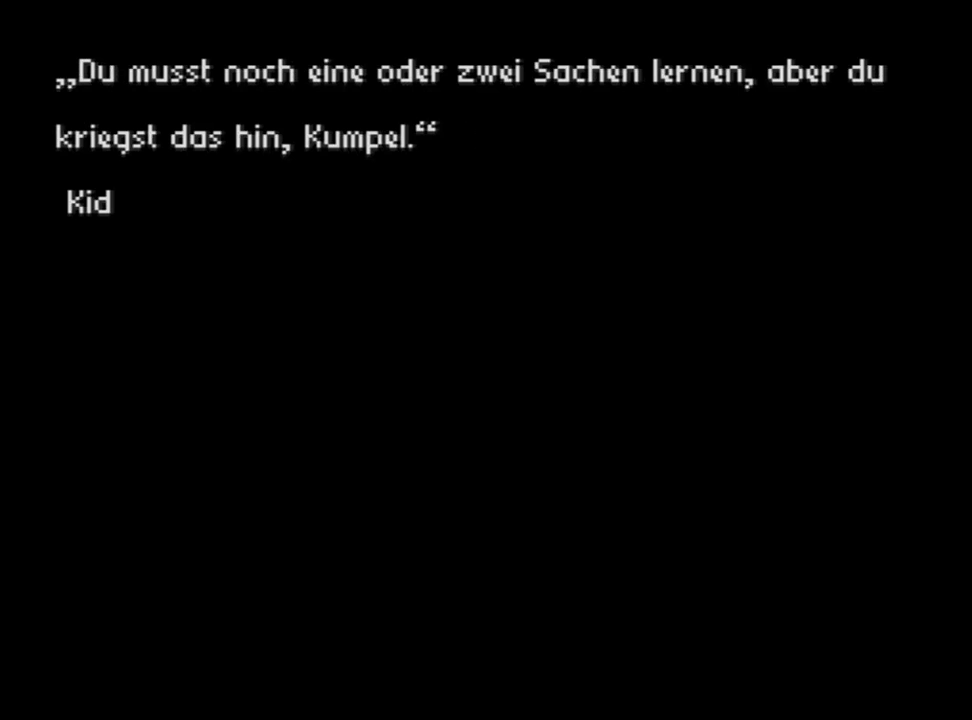 „Du musst noch eine oder zwei Sachen lernen, aber du
kriegst das hin, Kumpel.“
Kid